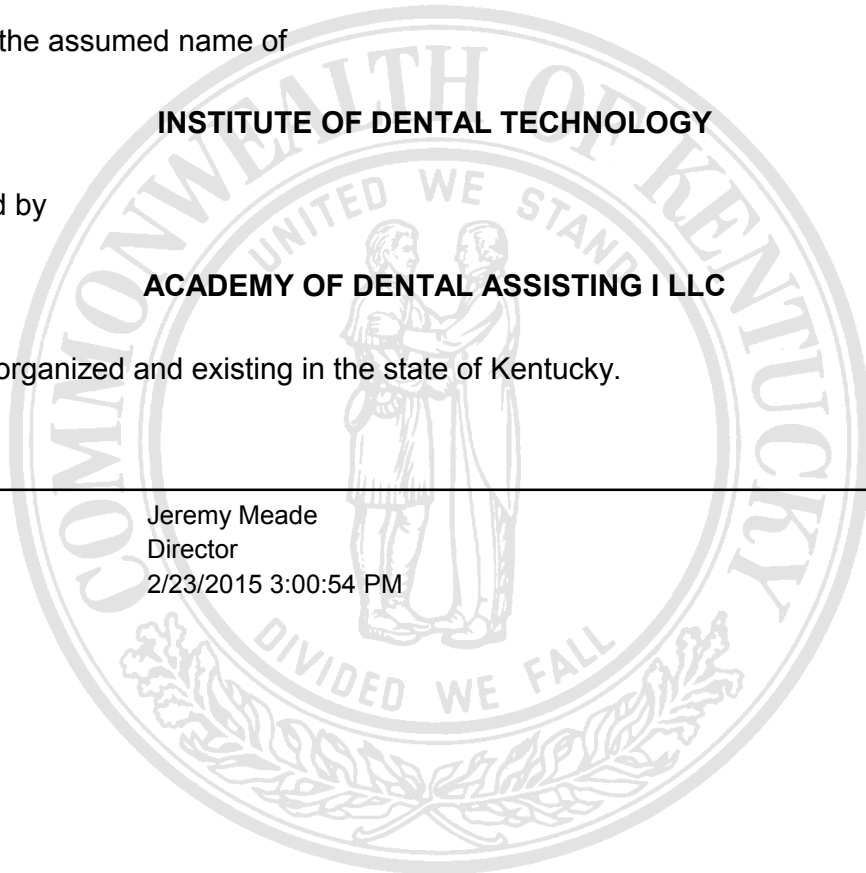 the assumed name of
INSTITUTE OF DENTAL TECHNOLOGY
d by
ACADEMY OF DENTAL ASSISTING I LLC
organized and existing in the state of Kentucky.
Jeremy Meade
Director
2/23/2015 3:00:54 PM
COMMONWEALTH OF KENTUCKY
UNITED WE STAND
DIVIDED WE FALL